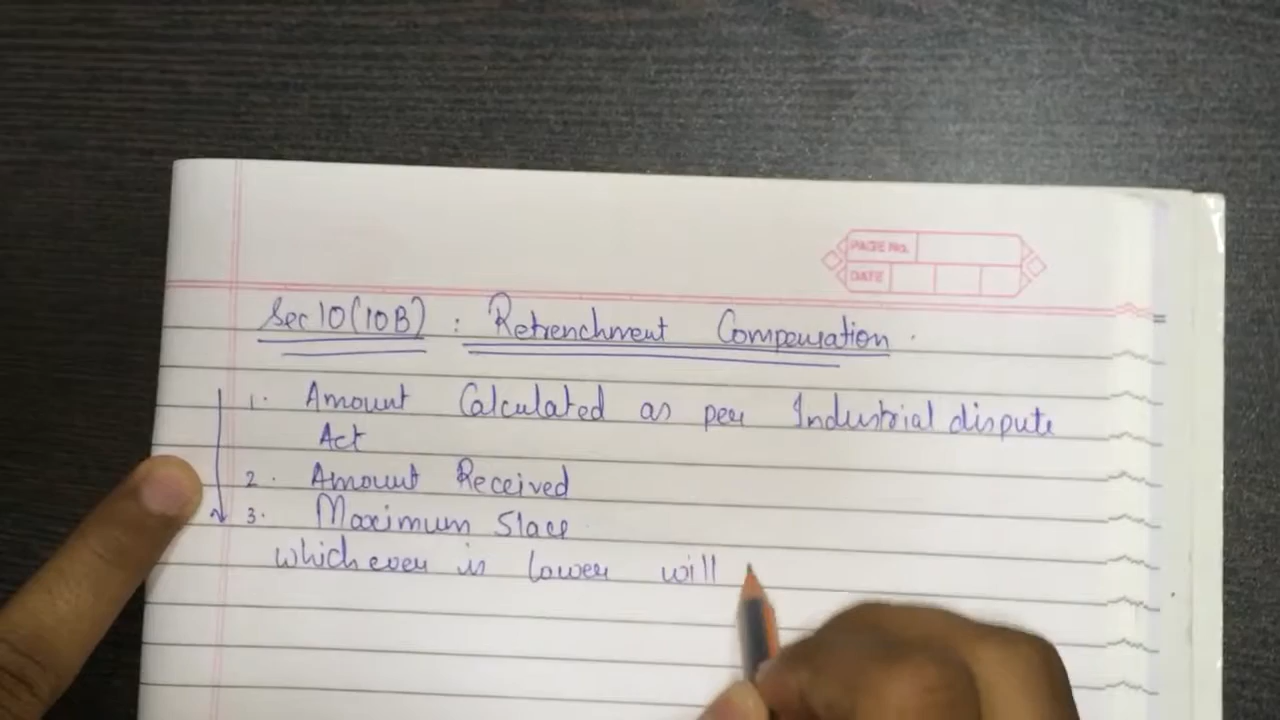 PAGE No.
DATE
Sec 10(10B) : Retrenchment Compensation.
1. Amount Calculated as per Industrial dispute
Act
2. Amount Received
3. Maximum 5lacs
whichever is lower will